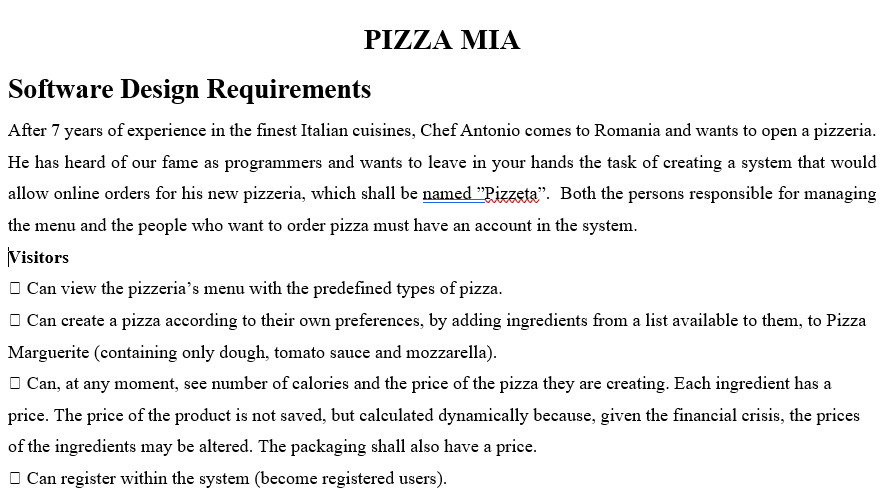 PIZZA MIA
Software Design Requirements
After 7 years of experience in the finest Italian cuisines, Chef Antonio comes to Romania and wants to open a pizzeria.
He has heard of our fame as programmers and wants to leave in your hands the task of creating a system that would
allow online orders for his new pizzeria, which shall be named ”Pizzeta”.  Both the persons responsible for managing
the menu and the people who want to order pizza must have an account in the system.
Visitors
□ Can view the pizzeria’s menu with the predefined types of pizza.
□ Can create a pizza according to their own preferences, by adding ingredients from a list available to them, to Pizza
Marguerite (containing only dough, tomato sauce and mozzarella).
□ Can, at any moment, see number of calories and the price of the pizza they are creating. Each ingredient has a
price. The price of the product is not saved, but calculated dynamically because, given the financial crisis, the prices
of the ingredients may be altered. The packaging shall also have a price.
□ Can register within the system (become registered users).